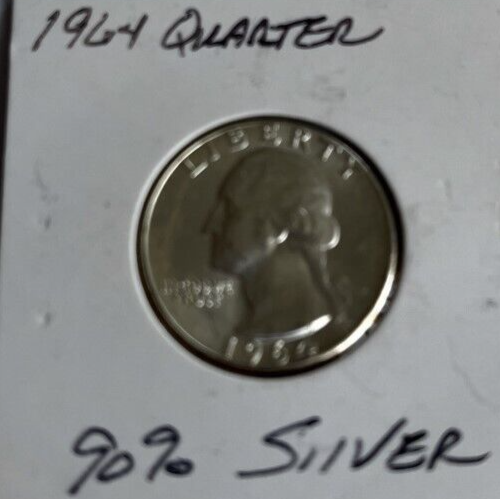 1964 QUARTER
LIBERTY
IN GOD WE
TRUST
1964
90% SILVER